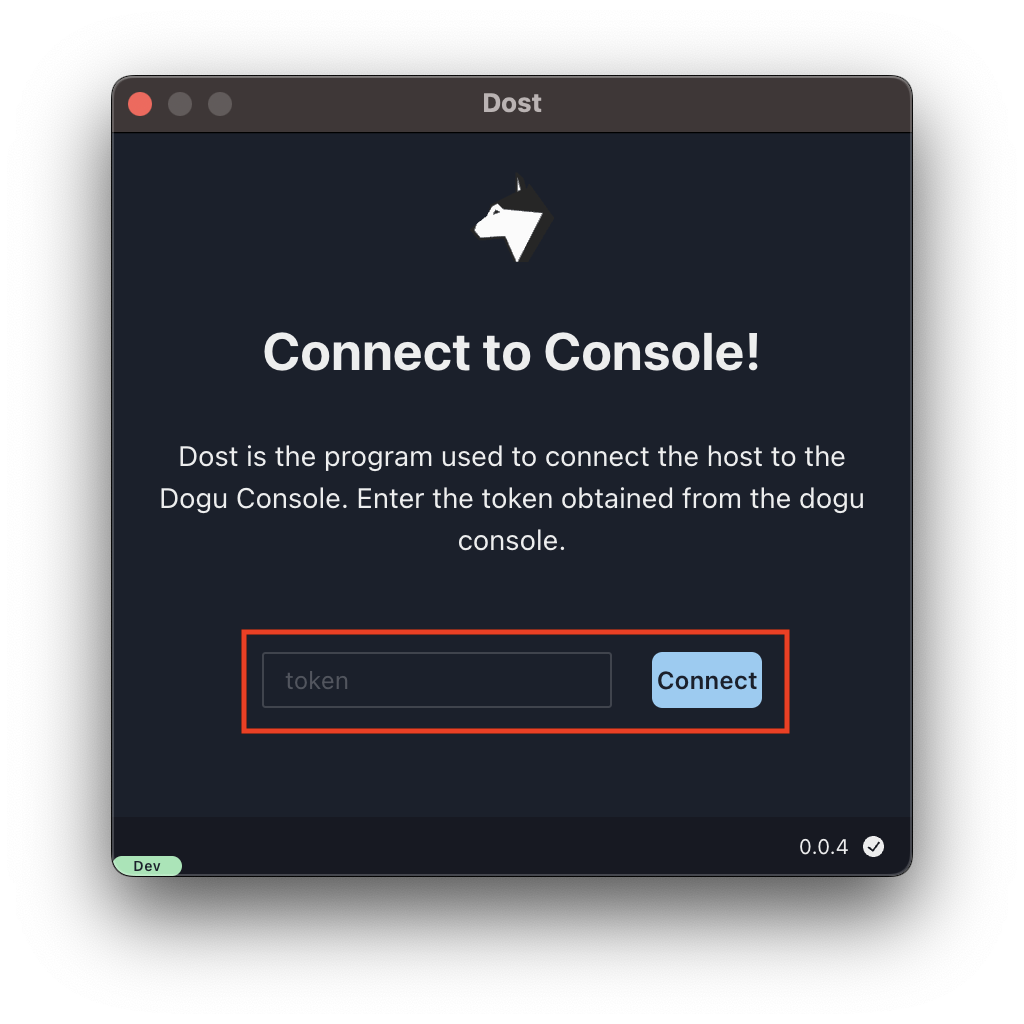 Dost
Connect to Console!
Dost is the program used to connect the host to the
Dogu Console. Enter the token obtained from the dogu
console.
token
Connect
0.0.4
Dev